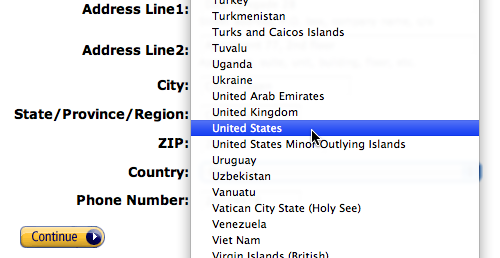 Address Line1:
Address Line2:
City:
State/Province/Region:
ZIP:
Country:
Phone Number:
Continue
Turkey
Turkmenistan
Turks and Caicos Islands
Tuvalu
Uganda
Ukraine
United Arab Emirates
United Kingdom
United States
United States Minor Outlying Islands
Uruguay
Uzbekistan
Vanuatu
Vatican City State (Holy See)
Venezuela
Viet Nam
Virgin Islands (British)